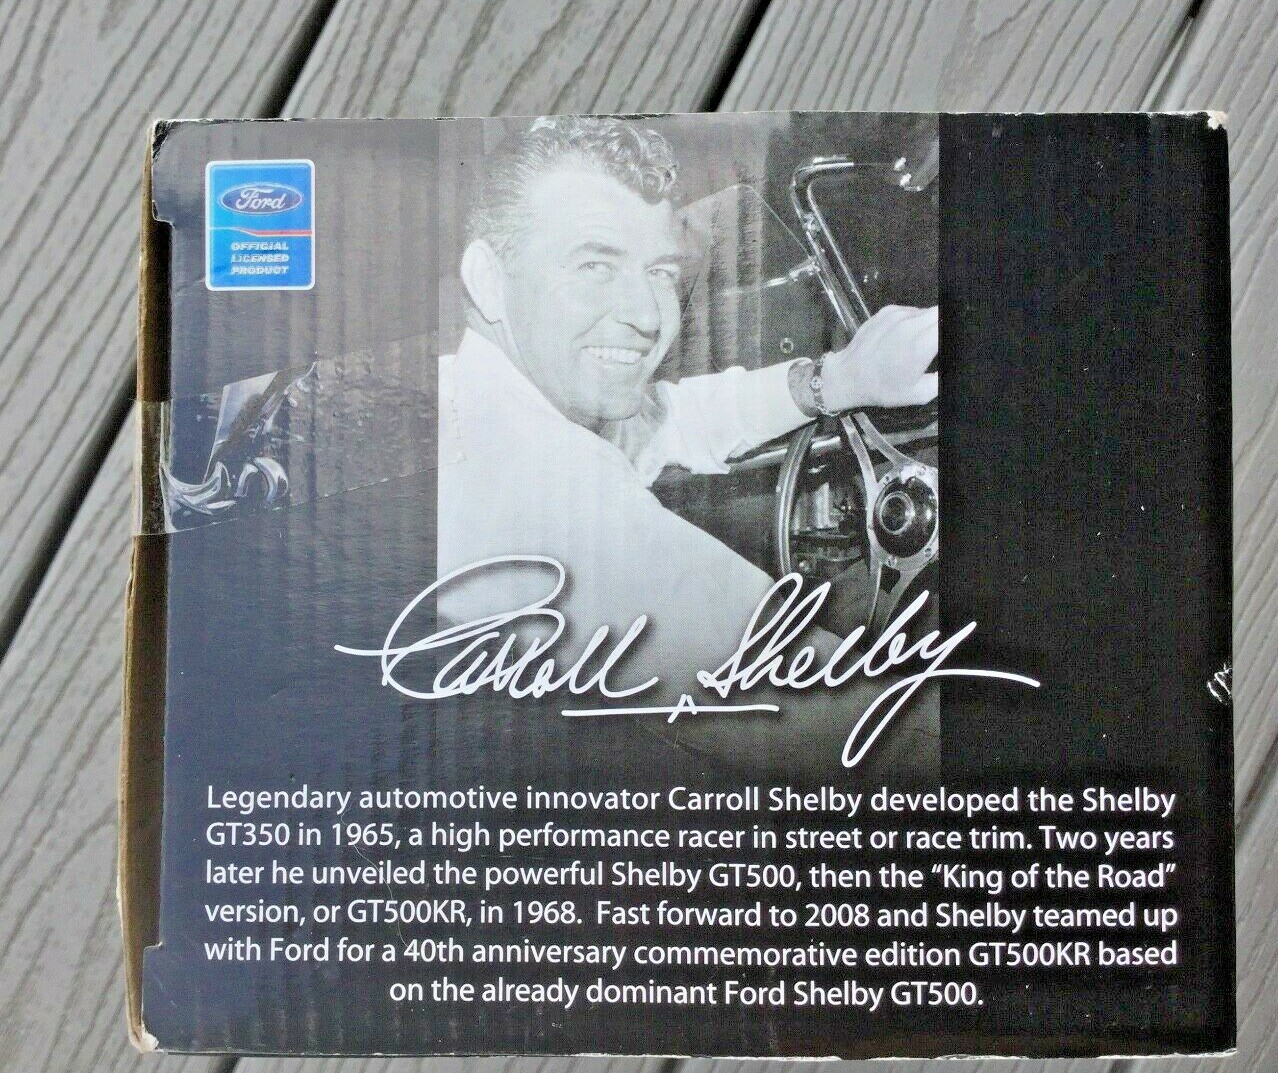 Ford
OFFICIAL
LICENSED
PRODUCT
Carroll Shelby
Legendary automotive innovator Carroll Shelby developed the Shelby
GT350 in 1965, a high performance racer in street or race trim. Two years
later he unveiled the powerful Shelby GT500, then the “King of the Road”
version, or GT500KR, in 1968. Fast forward to 2008 and Shelby teamed up
with Ford for a 40th anniversary commemorative edition GT500KR based
on the already dominant Ford Shelby GT500.